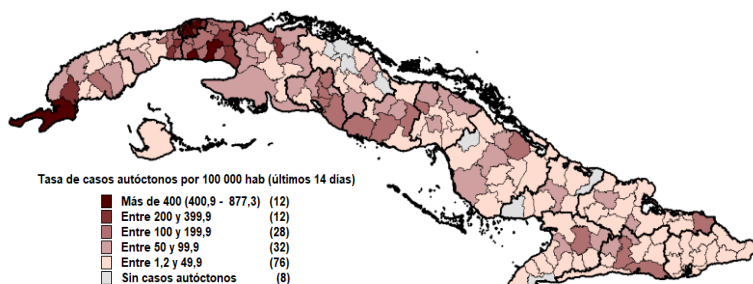 Tasa de casos autóctonos por 100 000 hab (últimos 14 días)
Más de 400 (400,9 - 877,3) (12)
Entre 200 y 399,9 (12)
Entre 100 y 199,9 (28)
Entre 50 y 99,9 (32)
Entre 1,2 y 49,9 (76)
Sin casos autóctonos (8)